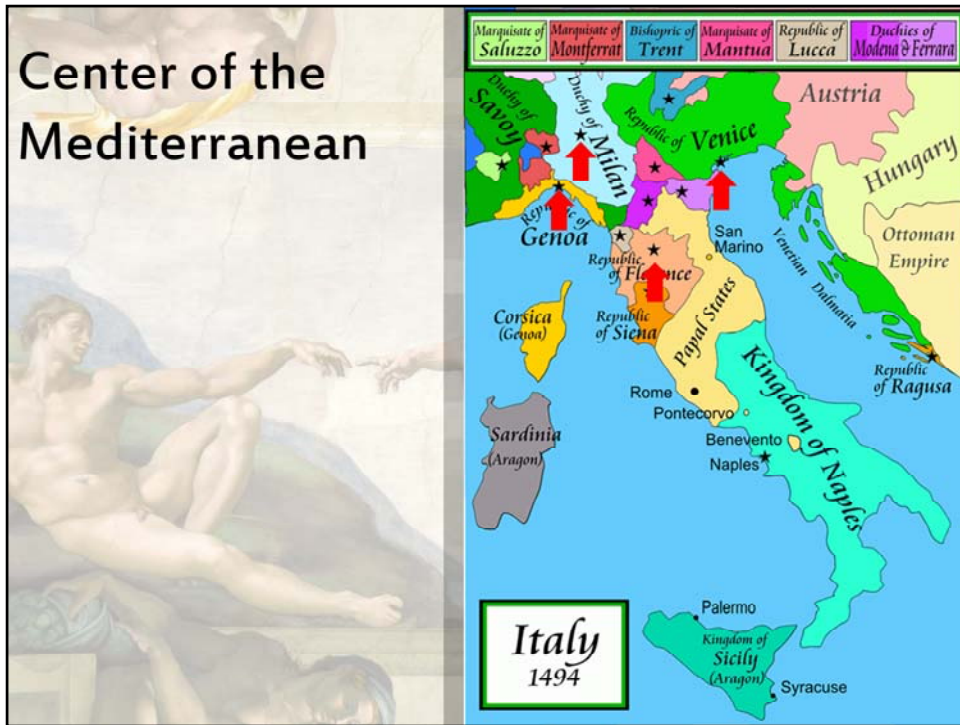 Center of the
Mediterranean
Marquisate of
Saluzzo
Marquisate of
Montferrat
Bishopric of
Trent
Marquisate of
Mantua
Republic of
Lucca
Duchies of
Modena & Ferrara
Austria
Duchy of
Savoy
Duchy of
Milan
Republic of
Venice
Hungary
Republic of
Genoa
San
Marino
Ottoman
Empire
Republic
of Florence
Venetian
Dalmatia
Corsica
(Genoa)
Republic
of Siena
Papal States
Republic
of Ragusa
Rome
Pontecorvo
Kingdom of Naples
Sardinia
(Aragon)
Benevento
Naples
Palermo
Kingdom of
Sicily
(Aragon)
Syracuse
Italy
1494